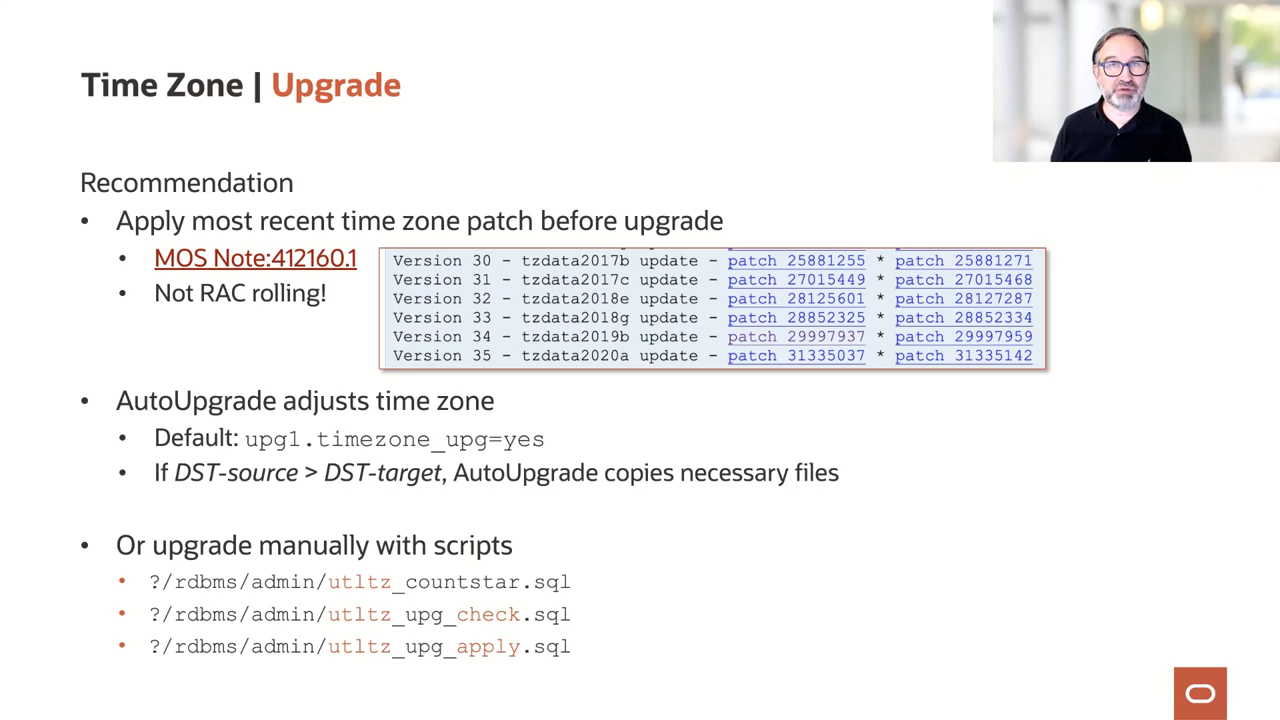 Time Zone | Upgrade
Recommendation
• Apply most recent time zone patch before upgrade
• MOS Note:412160.1
• Not RAC rolling!
Version 30 - tzdata2017b update - patch 25881255 * patch 25881271
Version 31 - tzdata2017c update - patch 27015449 * patch 27015468
Version 32 - tzdata2018e update - patch 28125601 * patch 28127287
Version 33 - tzdata2018g update - patch 28852325 * patch 28852334
Version 34 - tzdata2019b update - patch 29997937 * patch 29997959
Version 35 - tzdata2020a update - patch 31335037 * patch 31335142
• AutoUpgrade adjusts time zone
• Default: upg1.timezone_upg=yes
• If DST-source > DST-target, AutoUpgrade copies necessary files
• Or upgrade manually with scripts
• ?/rdbms/admin/utltz_countstar.sql
• ?/rdbms/admin/utltz_upg_check.sql
• ?/rdbms/admin/utltz_upg_apply.sql